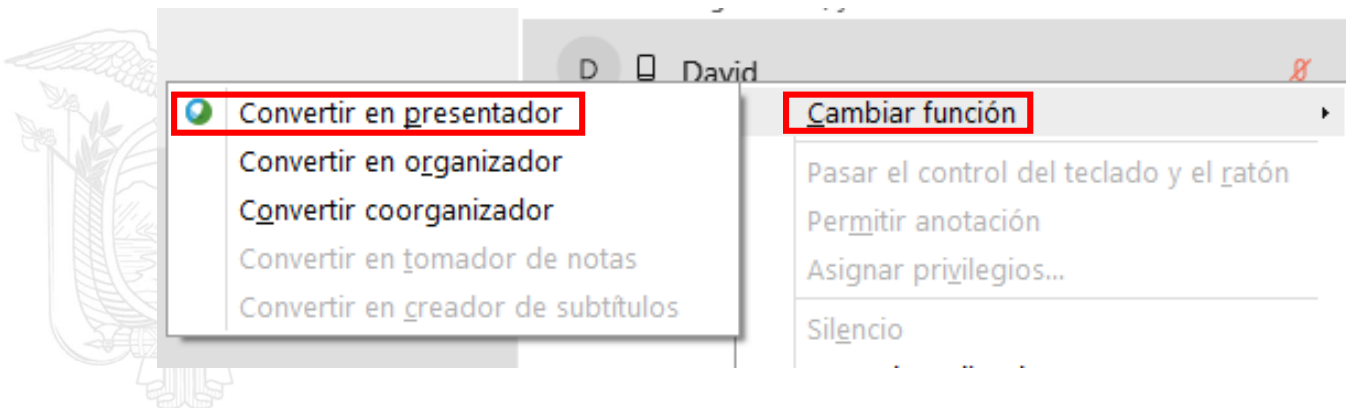 D David
Convertir en presentador
Convertir en organizador
Convertir coorganizador
Convertir en tomador de notas
Convertir en creador de subtítulos
Cambiar función
Pasar el control del teclado y el ratón
Permitir anotación
Asignar privilegios...
Silencio